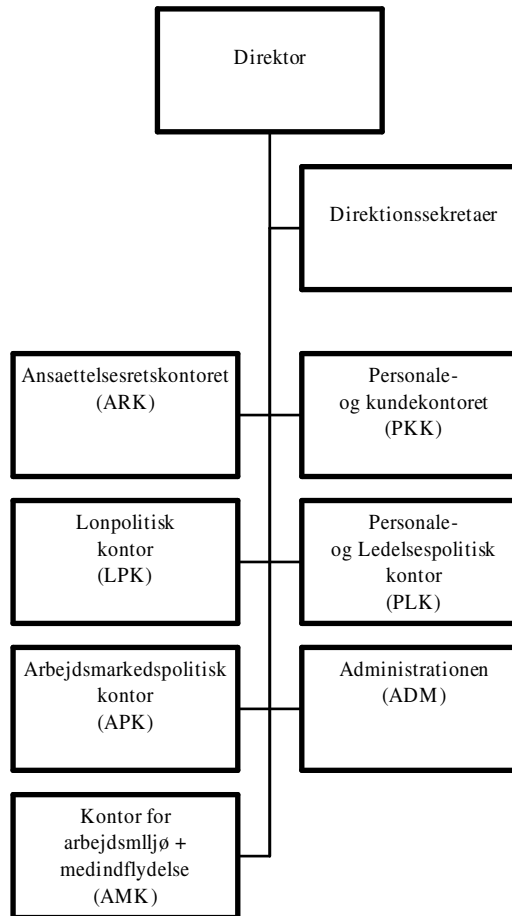 Direktor
Direktionssekretaer
Ansaettelsesretskontoret
(ARK)
Personale-
og kundekontoret
(PKK)
Lonpolitisk
kontor
(LPK)
Personale-
og Ledelsespolitisk
kontor
(PLK)
Arbejdsmarkedspolitisk
kontor
(APK)
Administrationen
(ADM)
Kontor for
arbejdsmlljø +
medindflydelse
(AMK)